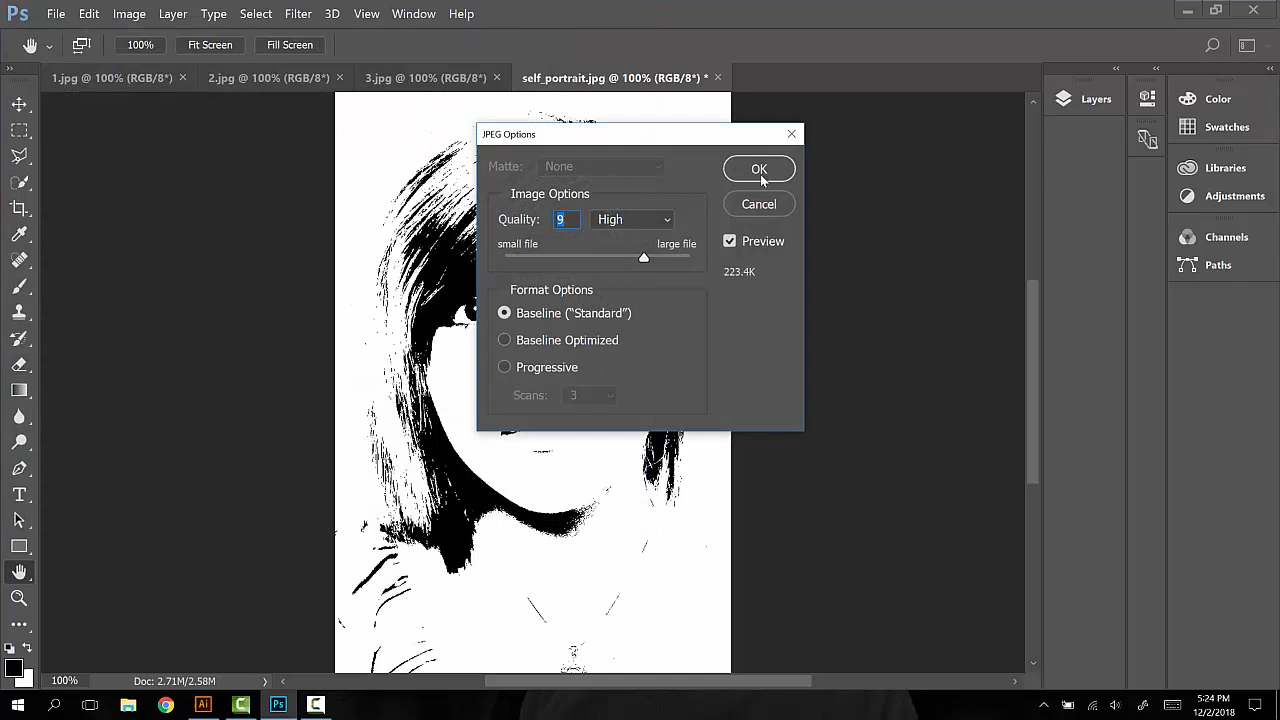 Ps File Edit Image Layer Type Select Filter 3D View Window Help
100% Fit Screen Fill Screen
1.jpg @ 100% (RGB/8*) × 2.jpg @ 100% (RGB/8*) × 3.jpg @ 100% (RGB/8*) × self_portrait.jpg @ 100% (RGB/8*) * ×
Layers
Color
Swatches
Libraries
Adjustments
Channels
Paths
JPEG Options
Matte: None
OK
Image Options
Cancel
Quality: 9 High
Preview
small file large file
223.4K
Format Options
Baseline ("Standard")
Baseline Optimized
Progressive
Scans: 3
T
100% Doc: 2.71M/2.58M
Ai Ps
5:24 PM
12/2/2018